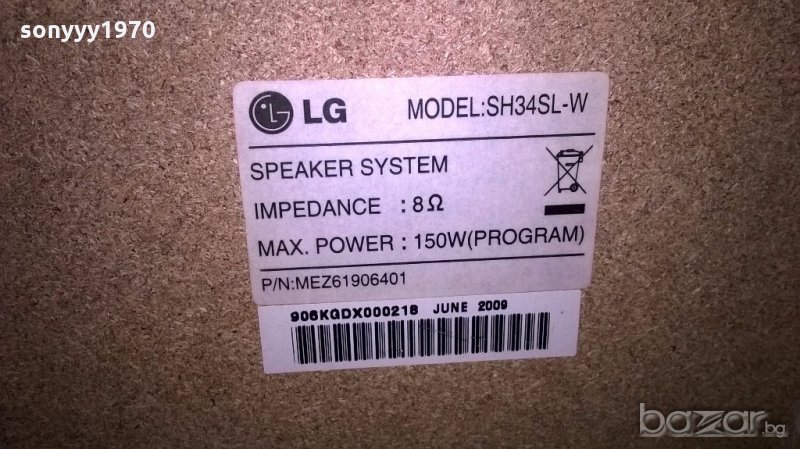 sonyyy1970
LG MODEL:SH34SL-W
SPEAKER SYSTEM
IMPEDANCE : 8Ω
MAX. POWER : 150W(PROGRAM)
P/N:MEZ61906401
906KGDX000218 JUNE 2009
bazar.bg